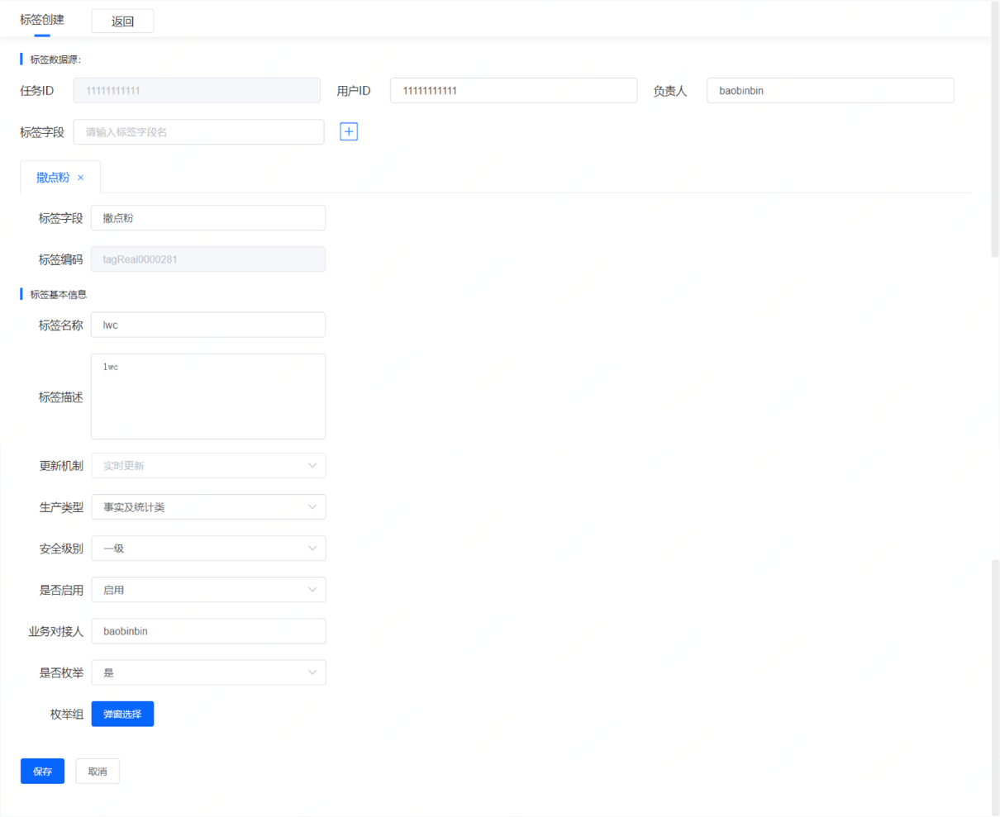 标签创建 返回
标签数据源:
任务ID 11111111111 用户ID 11111111111 负责人 baobinbin
标签字段 请输入标签字段名
撒点粉 ×
标签字段 撒点粉
标签编码 tagReal0000281
标签基本信息
标签名称 lwc
标签描述 lwc
更新机制 实时更新
生产类型 事实及统计类
安全级别 一级
是否启用 启用
业务对接人 baobinbin
是否枚举 是
枚举组 弹窗选择
保存 取消